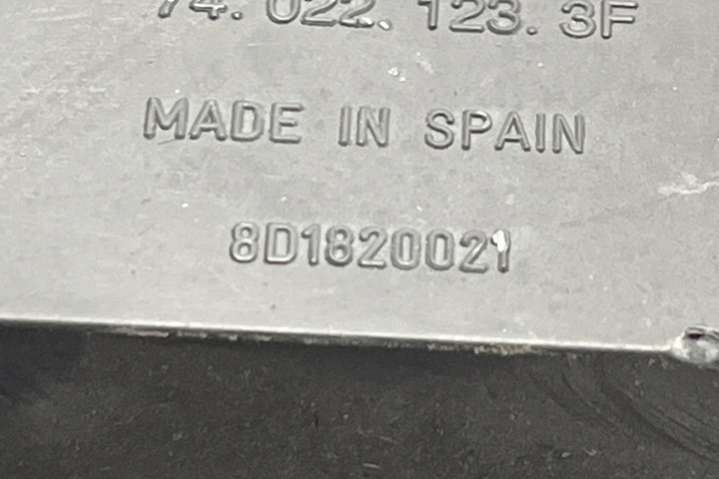 74. 022. 123. 3F
MADE IN SPAIN
8D1820021